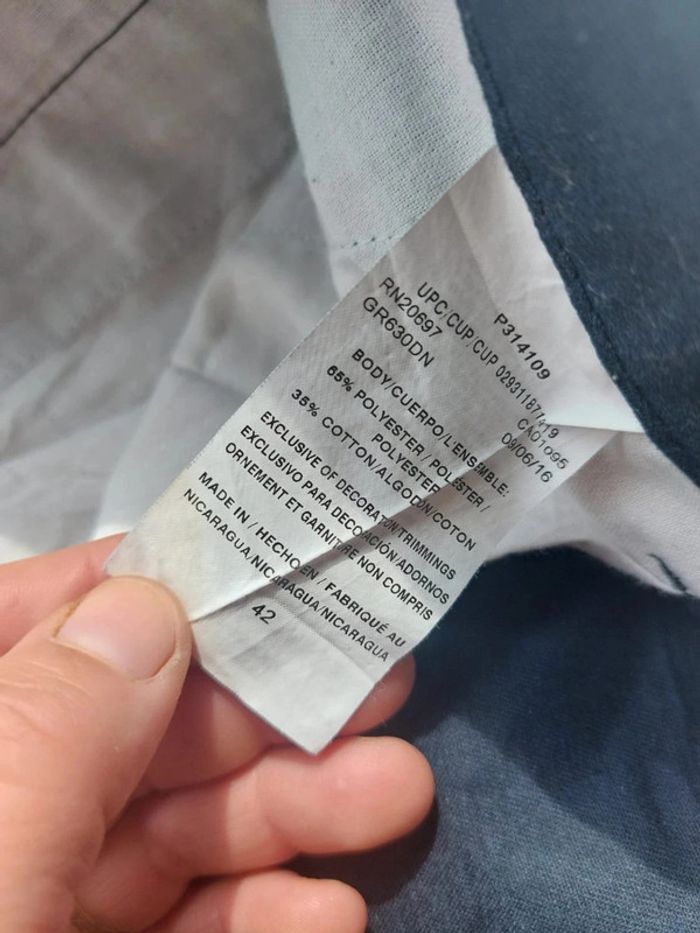 P314109
UPC/CUP/CUP
RN20697 CA01095
GR630DN 09/06/16
BODY/CUERPO/L'ENSEMBLE:
65% POLYESTER / POLIÉSTER /
POLYESTER
35% COTTON/ALGODÓN/COTON
EXCLUSIVE OF DECORATION TRIMMINGS
EXCLUSIVO PARA DECORACIÓN/ADORNOS
ORNEMENT ET GARNITURE NON COMPRIS
MADE IN / HECHO EN / FABRIQUÉ AU
NICARAGUA/NICARAGUA/NICARAGUA
42